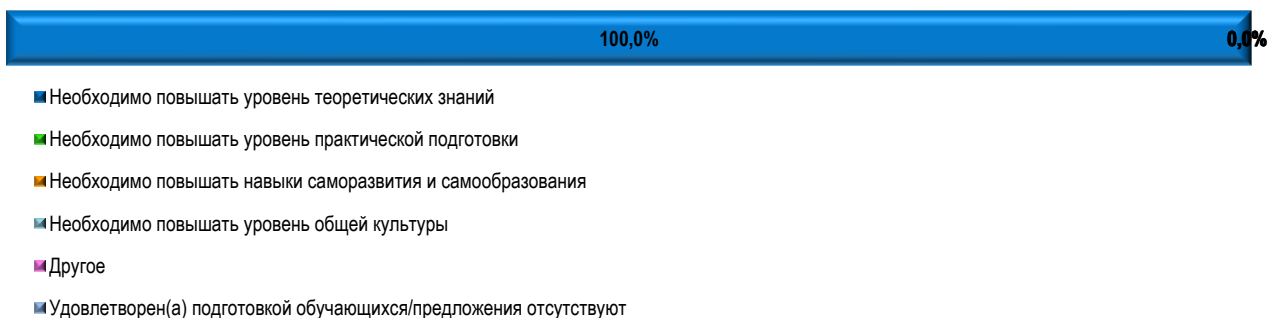 100,0% 0,0%
Необходимо повышать уровень теоретических знаний
Необходимо повышать уровень практической подготовки
Необходимо повышать навыки саморазвития и самообразования
Необходимо повышать уровень общей культуры
Другое
Удовлетворен(а) подготовкой обучающихся/предложения отсутствуют